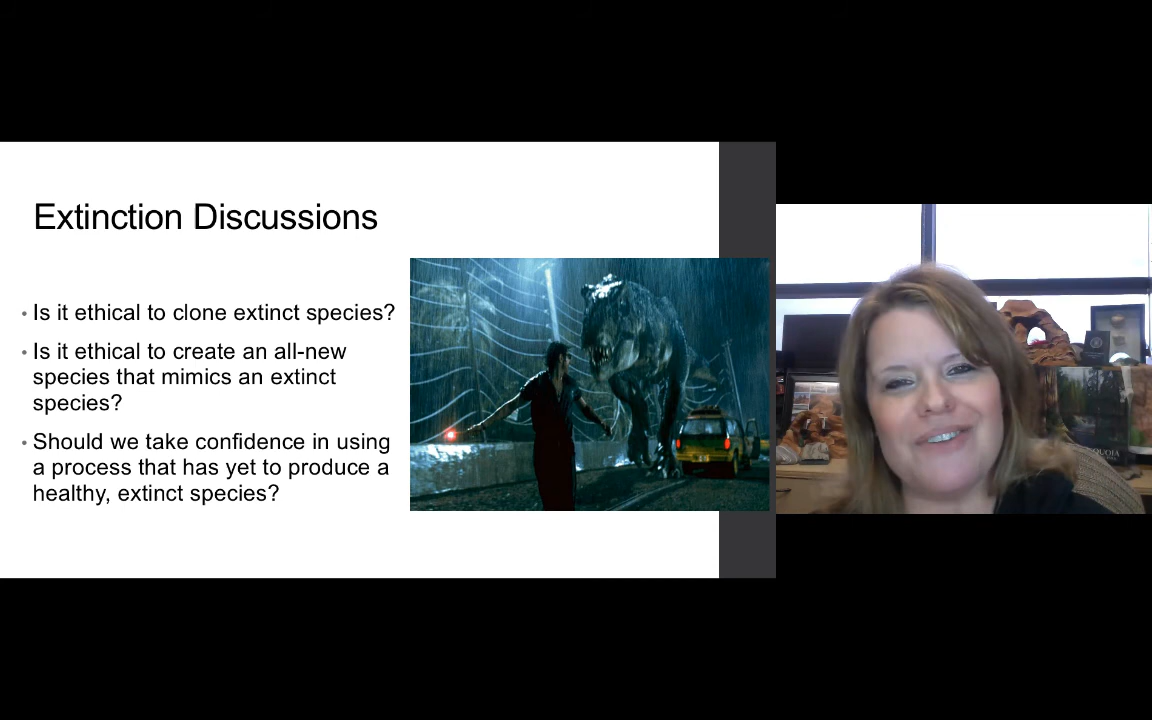 Extinction Discussions
• Is it ethical to clone extinct species?
• Is it ethical to create an all-new
species that mimics an extinct
species?
• Should we take confidence in using
a process that has yet to produce a
healthy, extinct species?